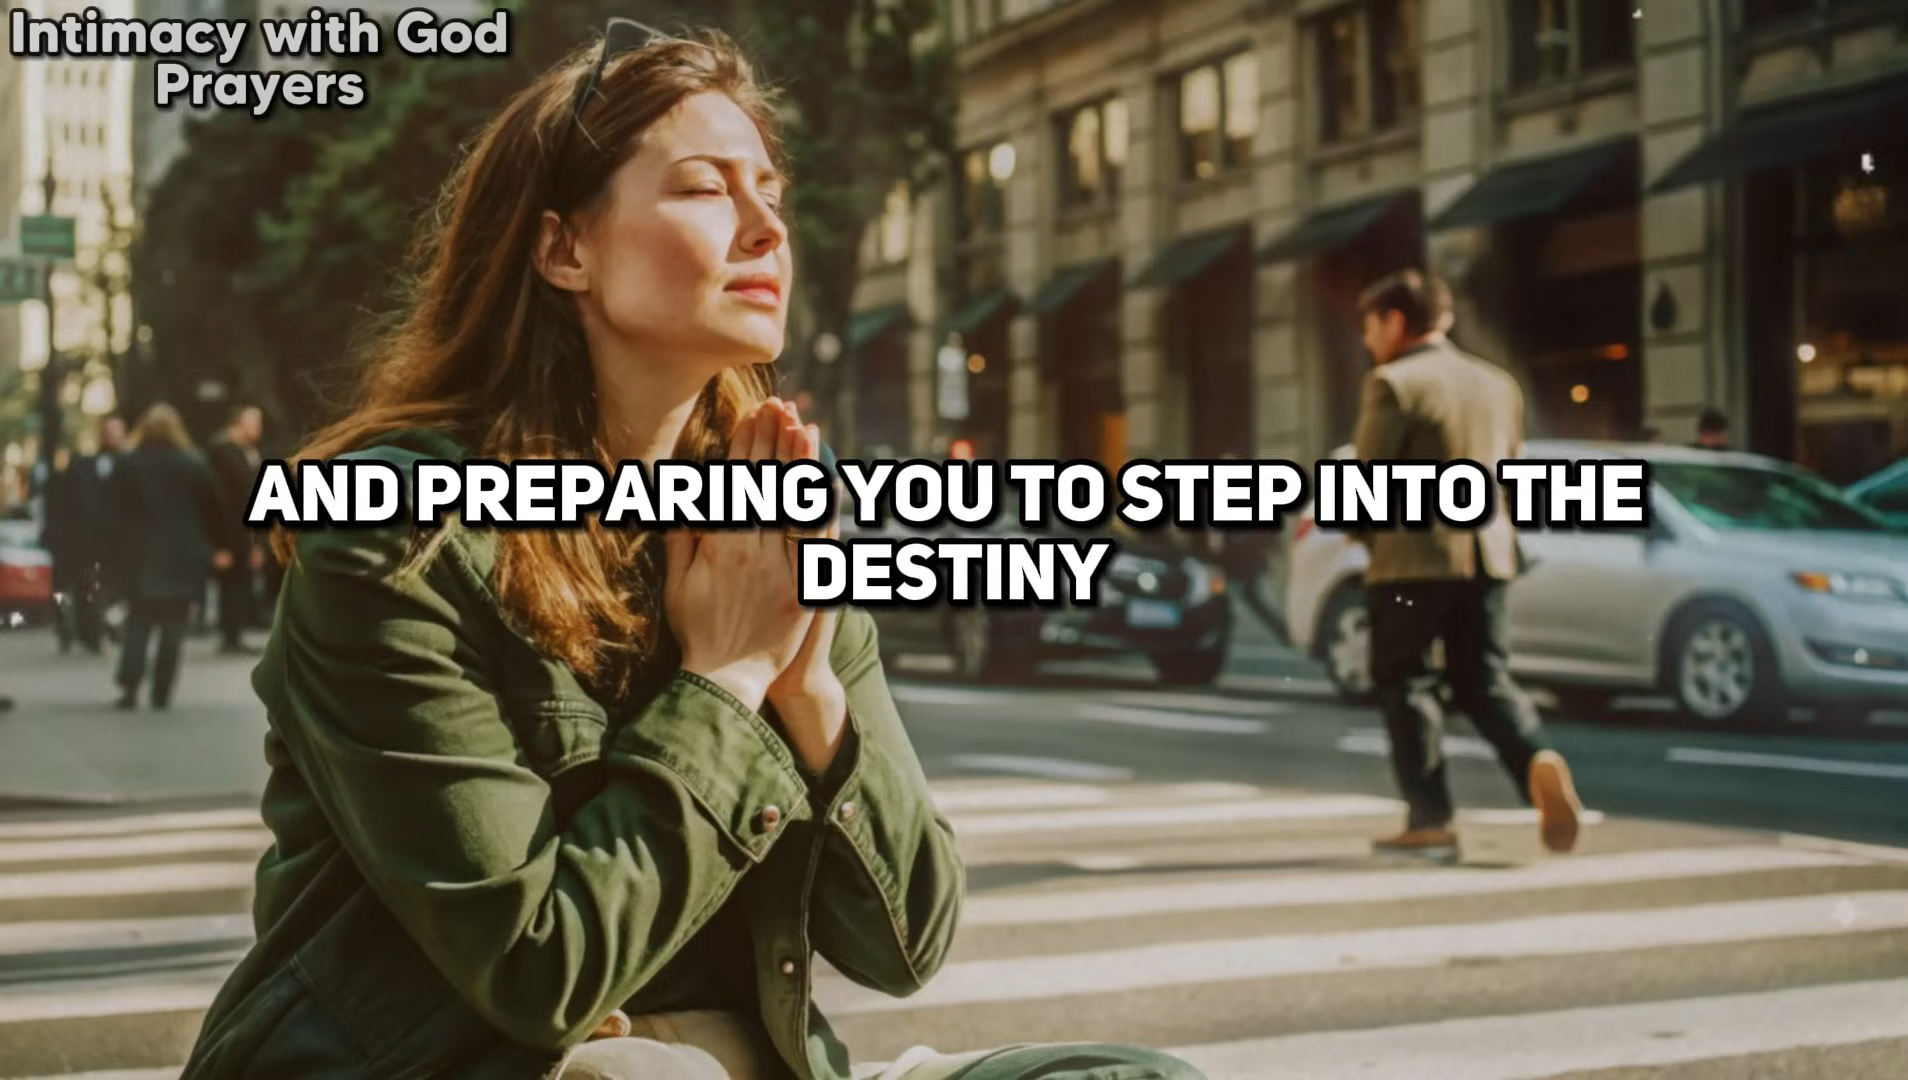 Intimacy with God
Prayers
AND PREPARING YOU TO STEP INTO THE
DESTINY